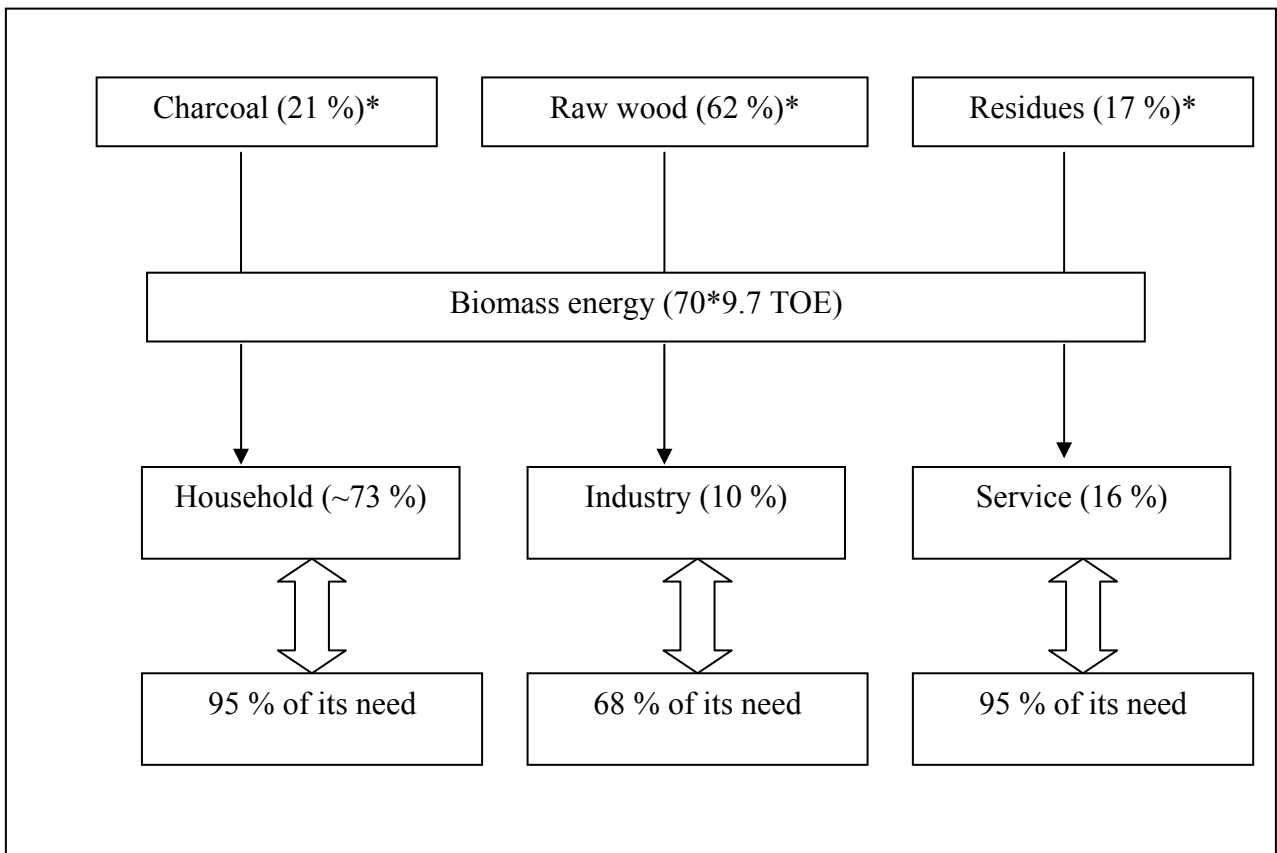 Charcoal (21 %)*
Raw wood (62 %)*
Residues (17 %)*
Biomass energy (70*9.7 TOE)
Household (~73 %)
Industry (10 %)
Service (16 %)
95 % of its need
68 % of its need
95 % of its need